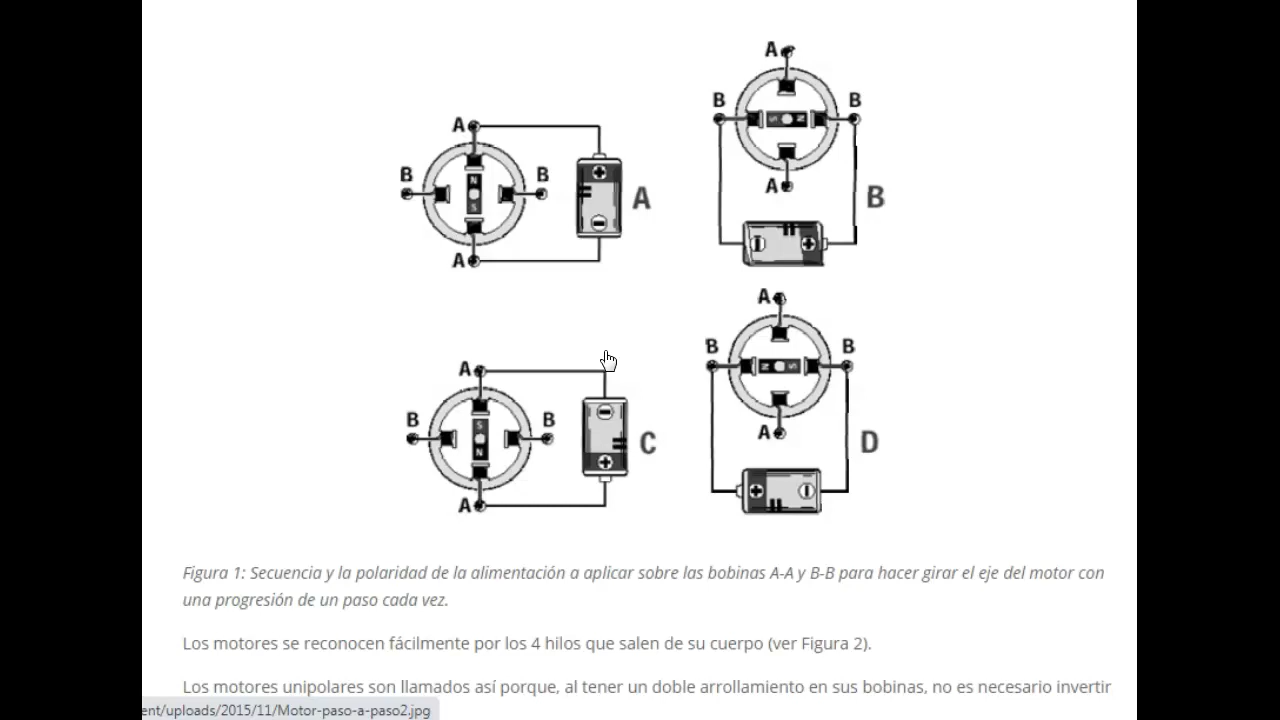 A
B
B
A
N
S
+
−
A
A
B
B
A
S
N
−
+
B
A
B
B
A
S
N
−
+
C
A
B
B
A
N
S
+
−
D
Figura 1: Secuencia y la polaridad de la alimentación a aplicar sobre las bobinas A-A y B-B para hacer girar el eje del motor con
una progresión de un paso cada vez.
Los motores se reconocen fácilmente por los 4 hilos que salen de su cuerpo (ver Figura 2).
Los motores unipolares son llamados así porque, al tener un doble arrollamiento en sus bobinas, no es necesario invertir
ent/uploads/2015/11/Motor-paso-a-paso2.jpg